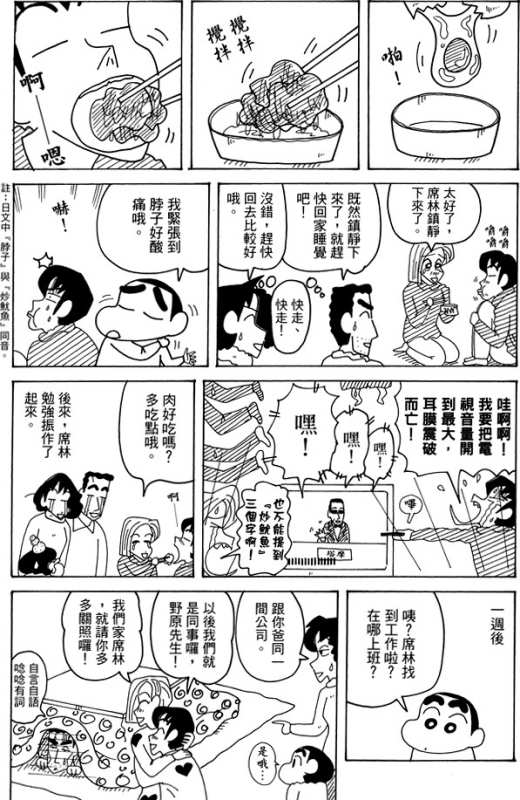 啪！
攪拌
攪拌
啊—
嗯
太好了，
席林鎮靜
下來了。
嗚嗚
嗚嗚
既然鎮靜下
來了，就趕
快回家睡覺
吧！
沒錯，趕快
回去比較好
哦。
快走、
快走！
我緊張到
脖子好酸
痛哦。
嚇！
註：日文中『脖子』與『炒魷魚』同音。
哇啊啊！
我要把電
視音量開
到最大，
耳膜震破
而亡！
嗶
嘿！
嘿！
嘿！
塔摩
也不能提到
『炒魷魚』
三個字啊！
肉好吃嗎？
多吃點哦。
啊
後來，席林
勉強振作了
起來。
一週後
咦？席林找
到工作啦？
在哪上班？
跟你爸同一
間公司。
以後我們就
是同事囉，
野原先生！
我們家席林
，就請你多
多關照囉！
是哦…
自言自語
唸唸有詞